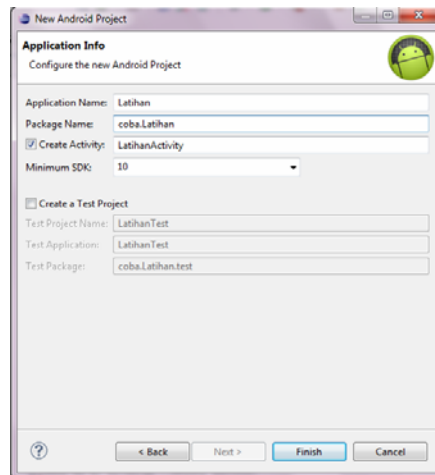 New Android Project
Application Info
Configure the new Android Project
Application Name: Latihan
Package Name: coba.Latihan
Create Activity: LatihanActivity
Minimum SDK: 10
Create a Test Project
Test Project Name: LatihanTest
Test Application: LatihanTest
Test Package: coba.Latihan.test
?
< Back Next > Finish Cancel